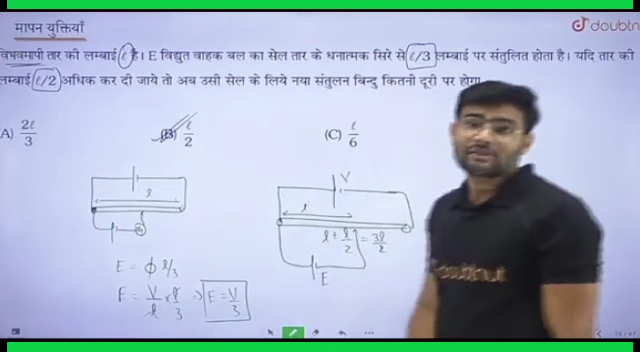 मापन युक्तियाँ
doubtn
विभवमापी तार की लम्बाई ℓ है। E विद्युत वाहक बल का सेल तार के धनात्मक सिरे से ℓ/3 लम्बाई पर संतुलित होता है। यदि तार की
लम्बाई ℓ/2 अधिक कर दी जाये तो अब उसी सेल के लिये नया संतुलन बिन्दु कितनी दूरी पर होगा
(A) 2ℓ/3 (B) ℓ/2 (C) ℓ/6
V
ℓ
ℓ + ℓ/2 = 3ℓ/2
E
E = ϕ ℓ/3
E = V/ℓ × ℓ/3 ⇒ E = V/3